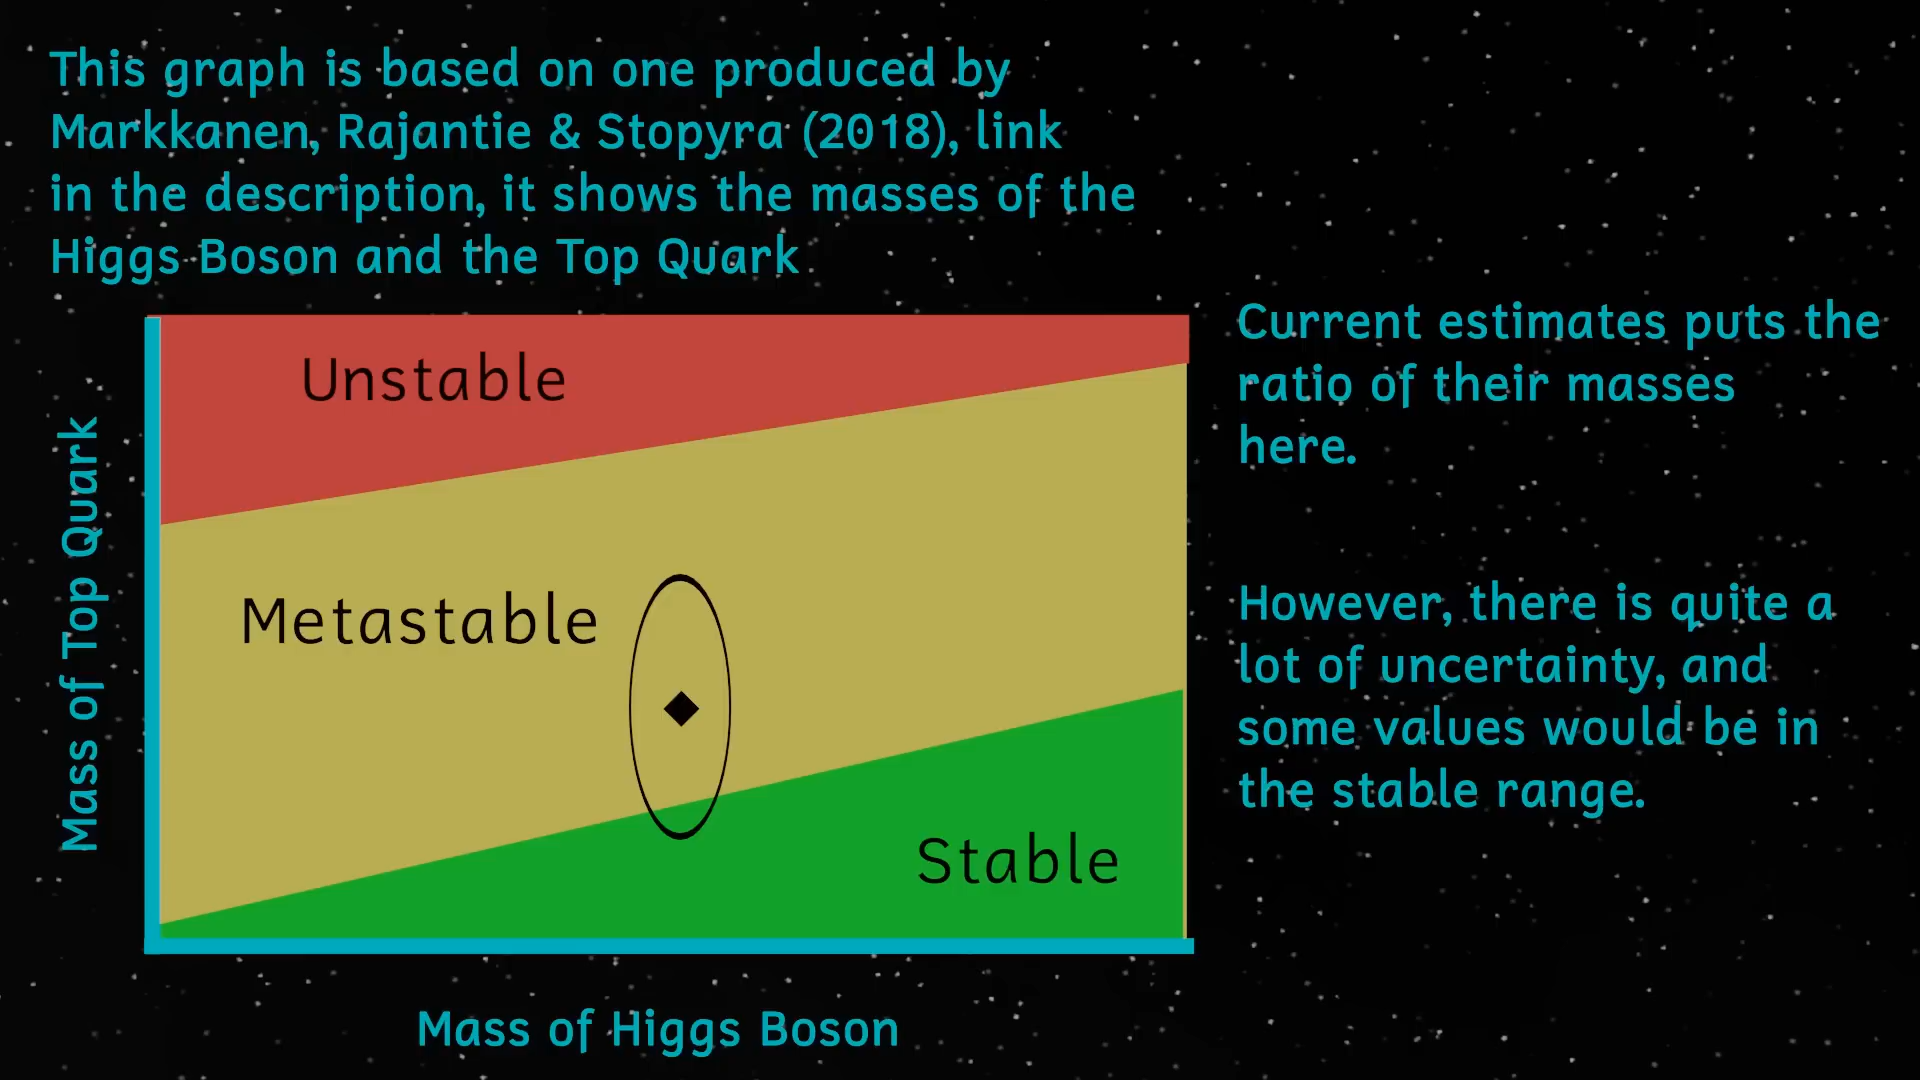 This graph is based on one produced by
Markkanen, Rajantie & Stopyra (2018), link
in the description, it shows the masses of the
Higgs Boson and the Top Quark
Current estimates puts the
ratio of their masses
here.
However, there is quite a
lot of uncertainty, and
some values would be in
the stable range.
Mass of Top Quark
Unstable
Metastable
Stable
Mass of Higgs Boson